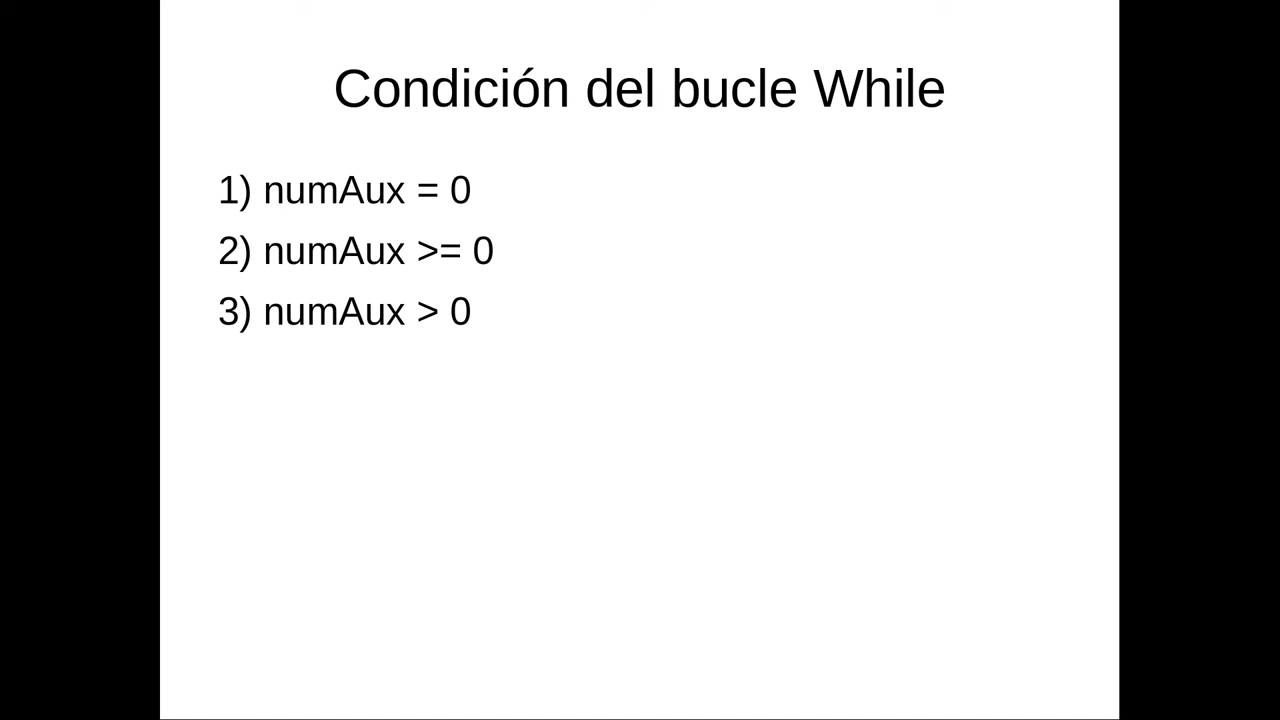 Condición del bucle While
1) numAux = 0
2) numAux >= 0
3) numAux > 0